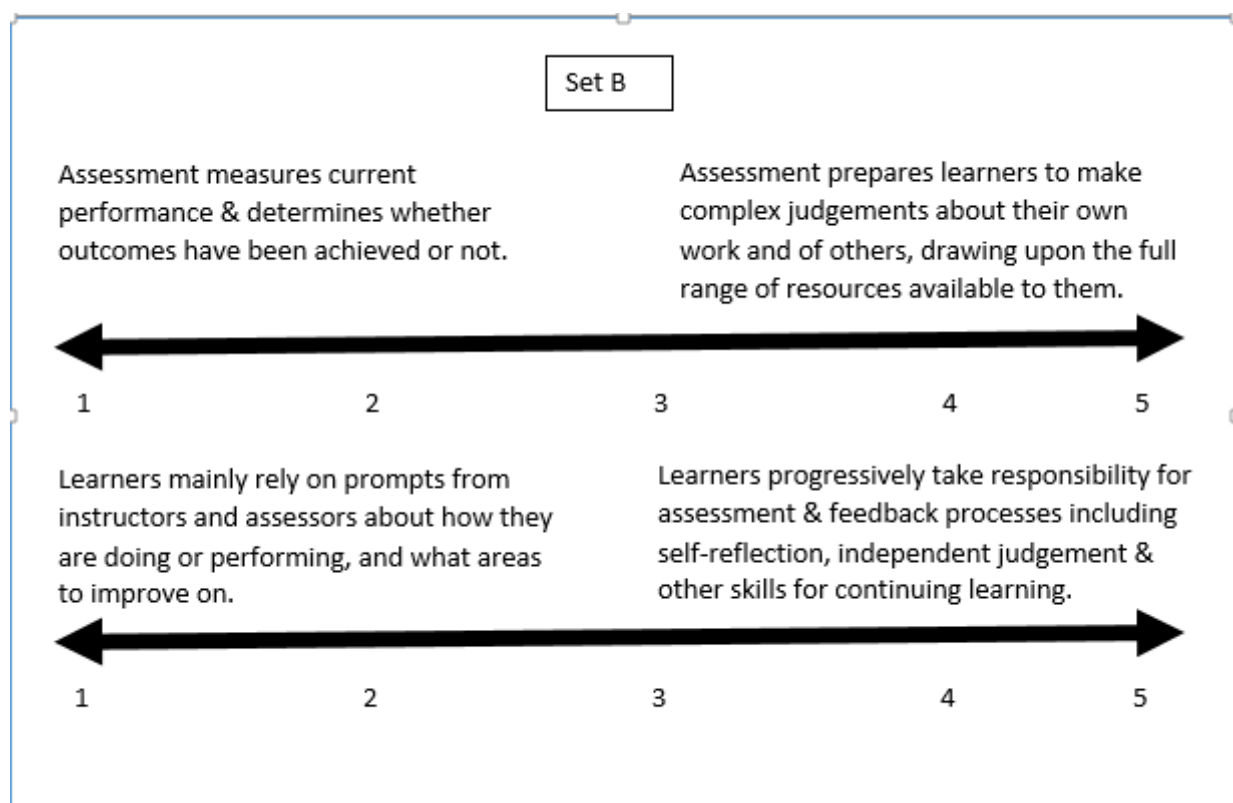 Set B
Assessment measures current
performance & determines whether
outcomes have been achieved or not.
Assessment prepares learners to make
complex judgements about their own
work and of others, drawing upon the full
range of resources available to them.
1 2 3 4 5
Learners mainly rely on prompts from
instructors and assessors about how they
are doing or performing, and what areas
to improve on.
Learners progressively take responsibility for
assessment & feedback processes including
self-reflection, independent judgement &
other skills for continuing learning.
1 2 3 4 5